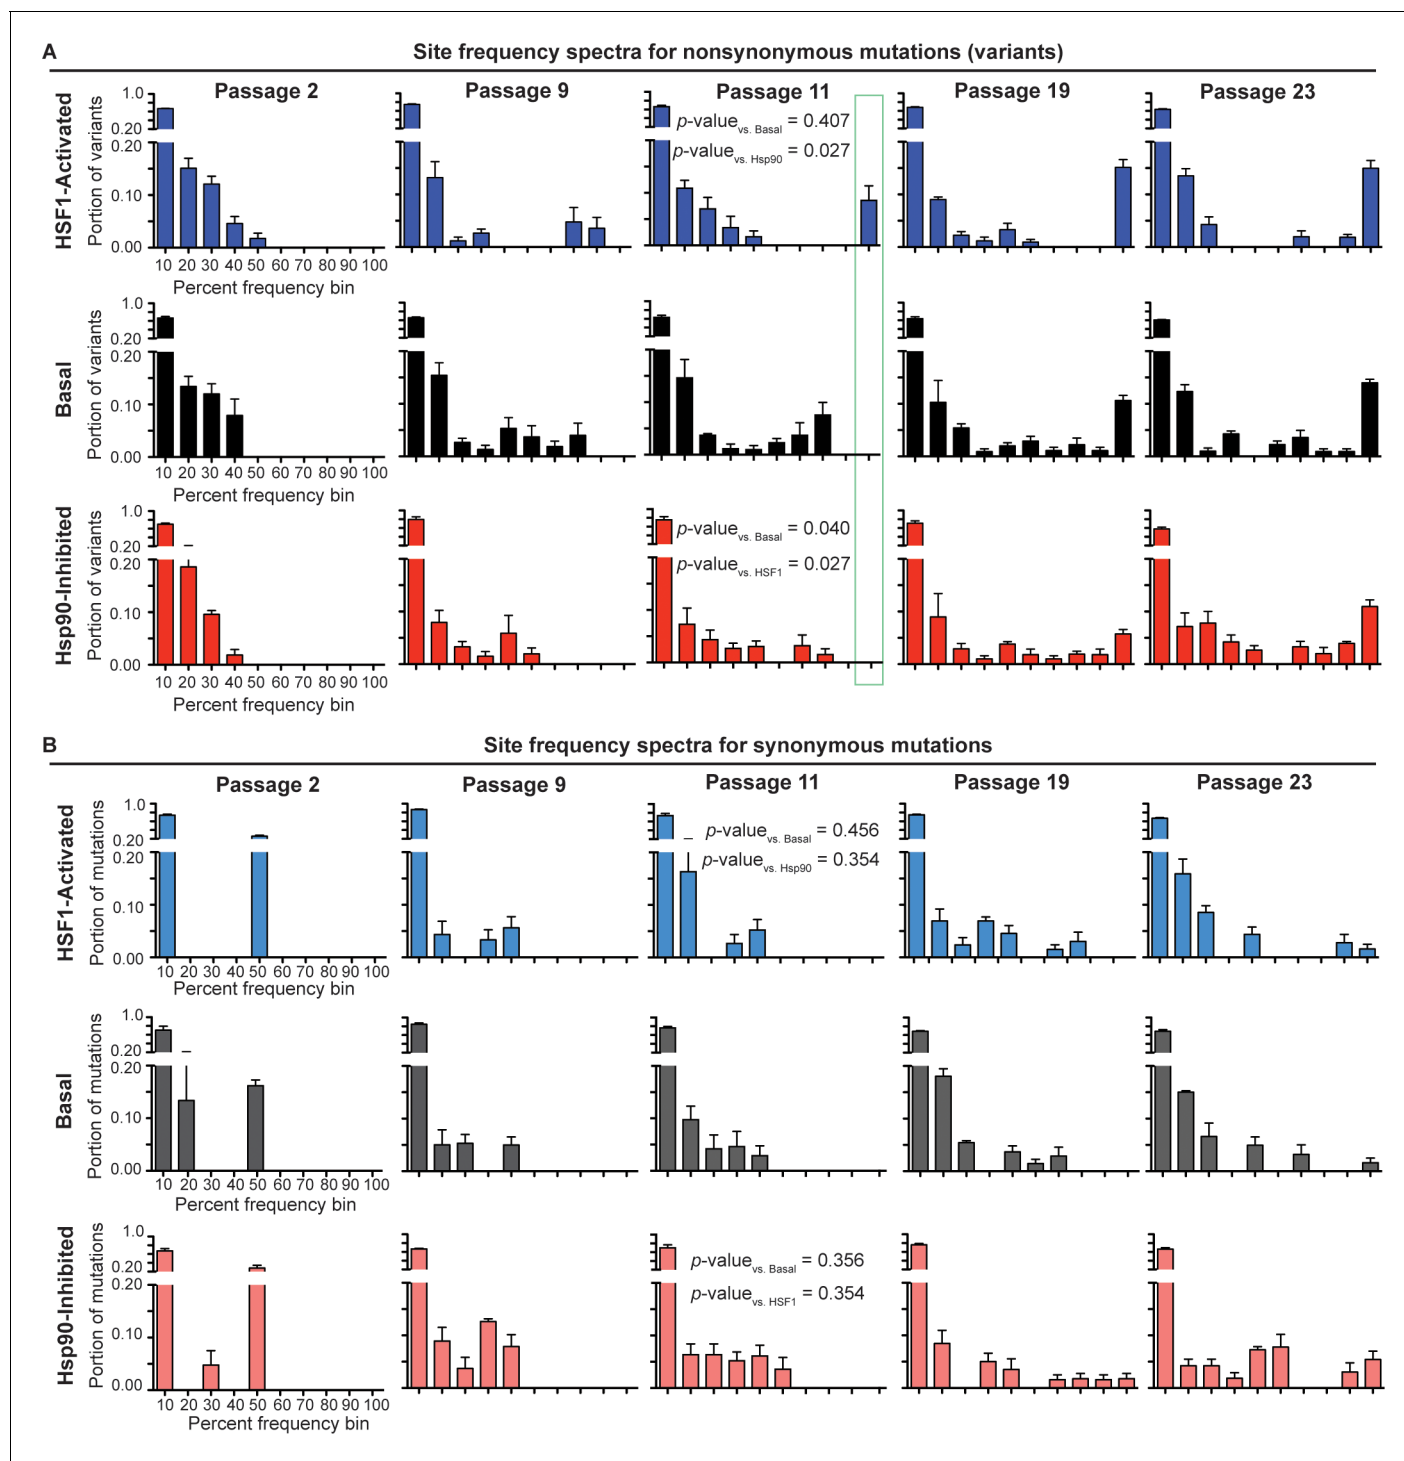 A
Site frequency spectra for nonsynonymous mutations (variants)
Passage 2
Passage 9
Passage 11
Passage 19
Passage 23
HSF1-Activated
Portion of variants
1.0
0.20
0.20
0.10
0.00
p-value vs. Basal = 0.407
p-value vs. Hsp90 = 0.027
10 20 30 40 50 60 70 80 90 100
Percent frequency bin
Basal
Portion of variants
1.0
0.20
0.20
0.10
0.00
Percent frequency bin
Hsp90-Inhibited
Portion of variants
1.0
0.20
0.20
0.10
0.00
p-value vs. Basal = 0.040
p-value vs. HSF1 = 0.027
10 20 30 40 50 60 70 80 90 100
Percent frequency bin
B
Site frequency spectra for synonymous mutations
Passage 2
Passage 9
Passage 11
Passage 19
Passage 23
HSF1-Activated
Portion of mutations
1.0
0.20
0.20
0.10
0.00
p-value vs. Basal = 0.456
p-value vs. Hsp90 = 0.354
10 20 30 40 50 60 70 80 90 100
Percent frequency bin
Basal
Portion of mutations
1.0
0.20
0.20
0.10
0.00
10 20 30 40 50 60 70 80 90 100
Percent frequency bin
Hsp90-Inhibited
Portion of mutations
1.0
0.20
0.20
0.10
0.00
p-value vs. Basal = 0.356
p-value vs. HSF1 = 0.354
10 20 30 40 50 60 70 80 90 100
Percent frequency bin